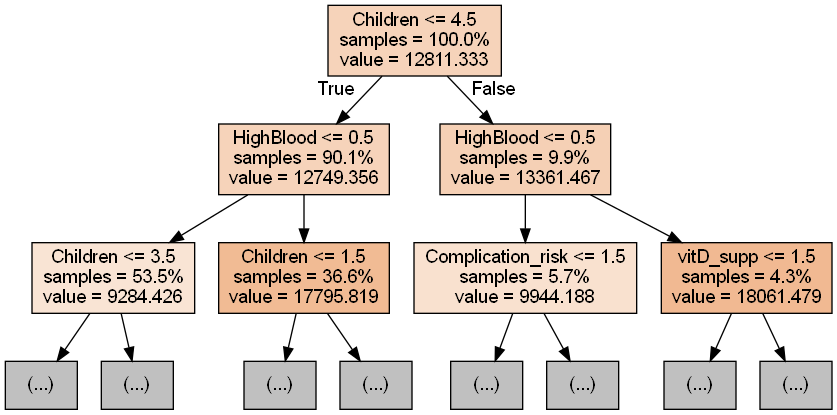 Children <= 4.5
samples = 100.0%
value = 12811.333
True
False
HighBlood <= 0.5
samples = 90.1%
value = 12749.356
HighBlood <= 0.5
samples = 9.9%
value = 13361.467
Children <= 3.5
samples = 53.5%
value = 9284.426
Children <= 1.5
samples = 36.6%
value = 17795.819
Complication_risk <= 1.5
samples = 5.7%
value = 9944.188
vitD_supp <= 1.5
samples = 4.3%
value = 18061.479
(...)
(...)
(...)
(...)
(...)
(...)
(...)
(...)